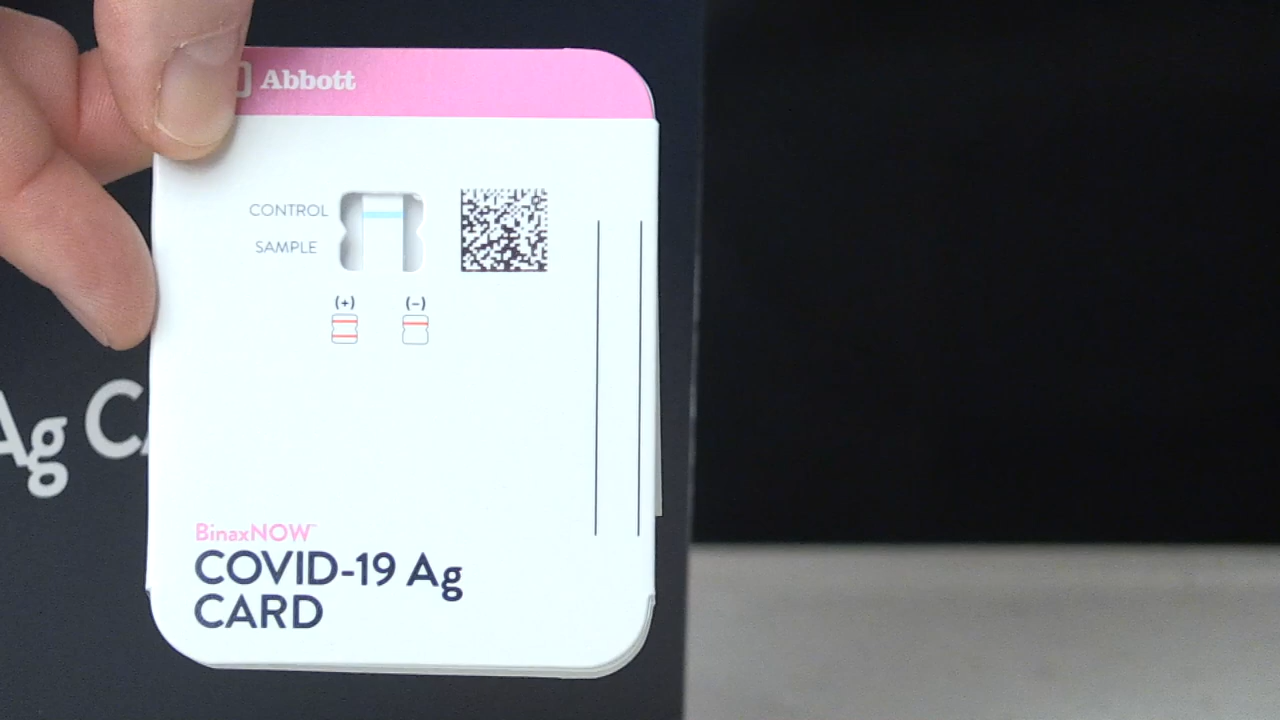 Abbott
CONTROL
SAMPLE
(+) (-)
Ag
BinaxNOW™
COVID-19 Ag
CARD